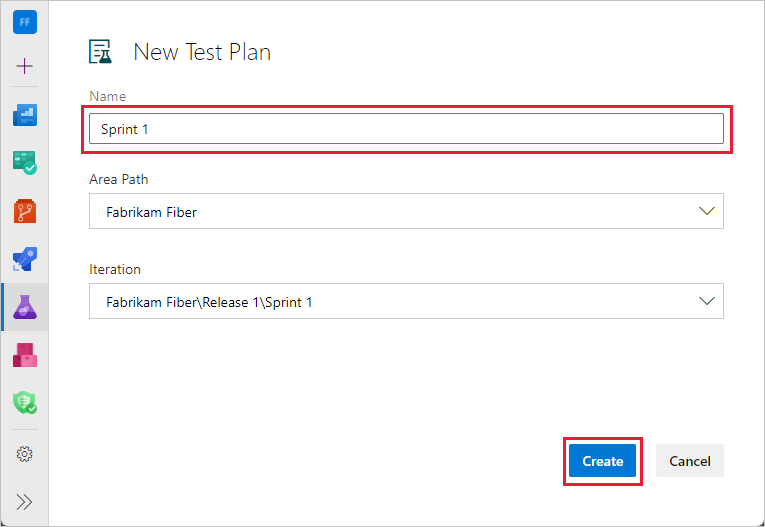 FF
New Test Plan
Name
Sprint 1
Area Path
Fabrikam Fiber
Iteration
Fabrikam Fiber\Release 1\Sprint 1
Create Cancel